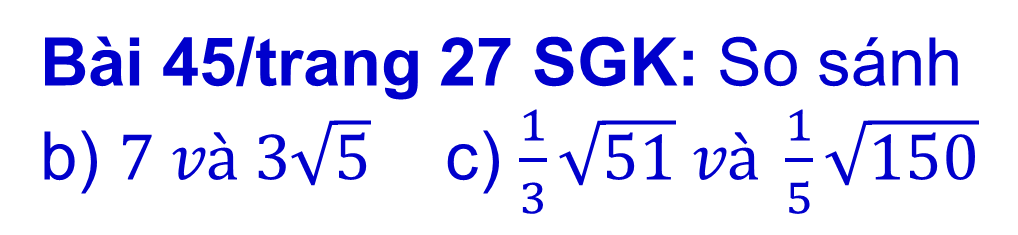 Bài 45/trang 27 SGK: So sánh
b) 7 và 3√5 c) 1/3 √51 và 1/5 √150